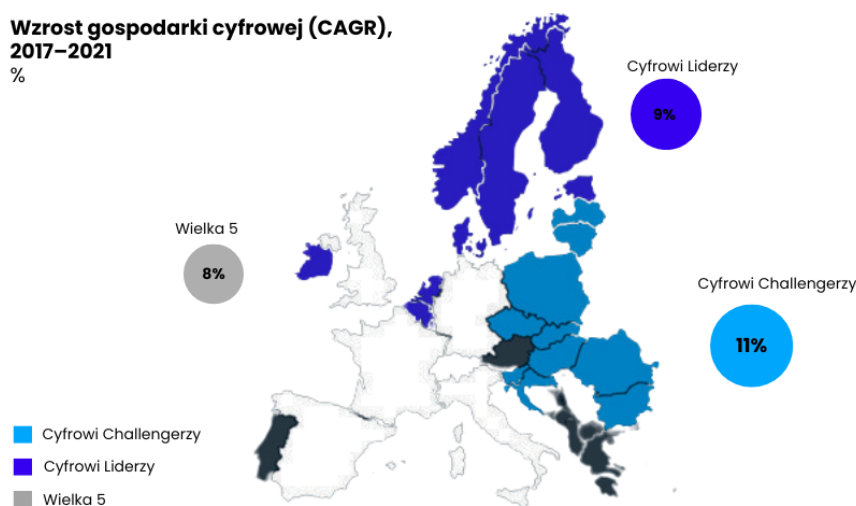 Wzrost gospodarki cyfrowej (CAGR),
2017–2021
%
Cyfrowi Liderzy
9%
Wielka 5
8%
Cyfrowi Challengerzy
11%
Cyfrowi Challengerzy
Cyfrowi Liderzy
Wielka 5